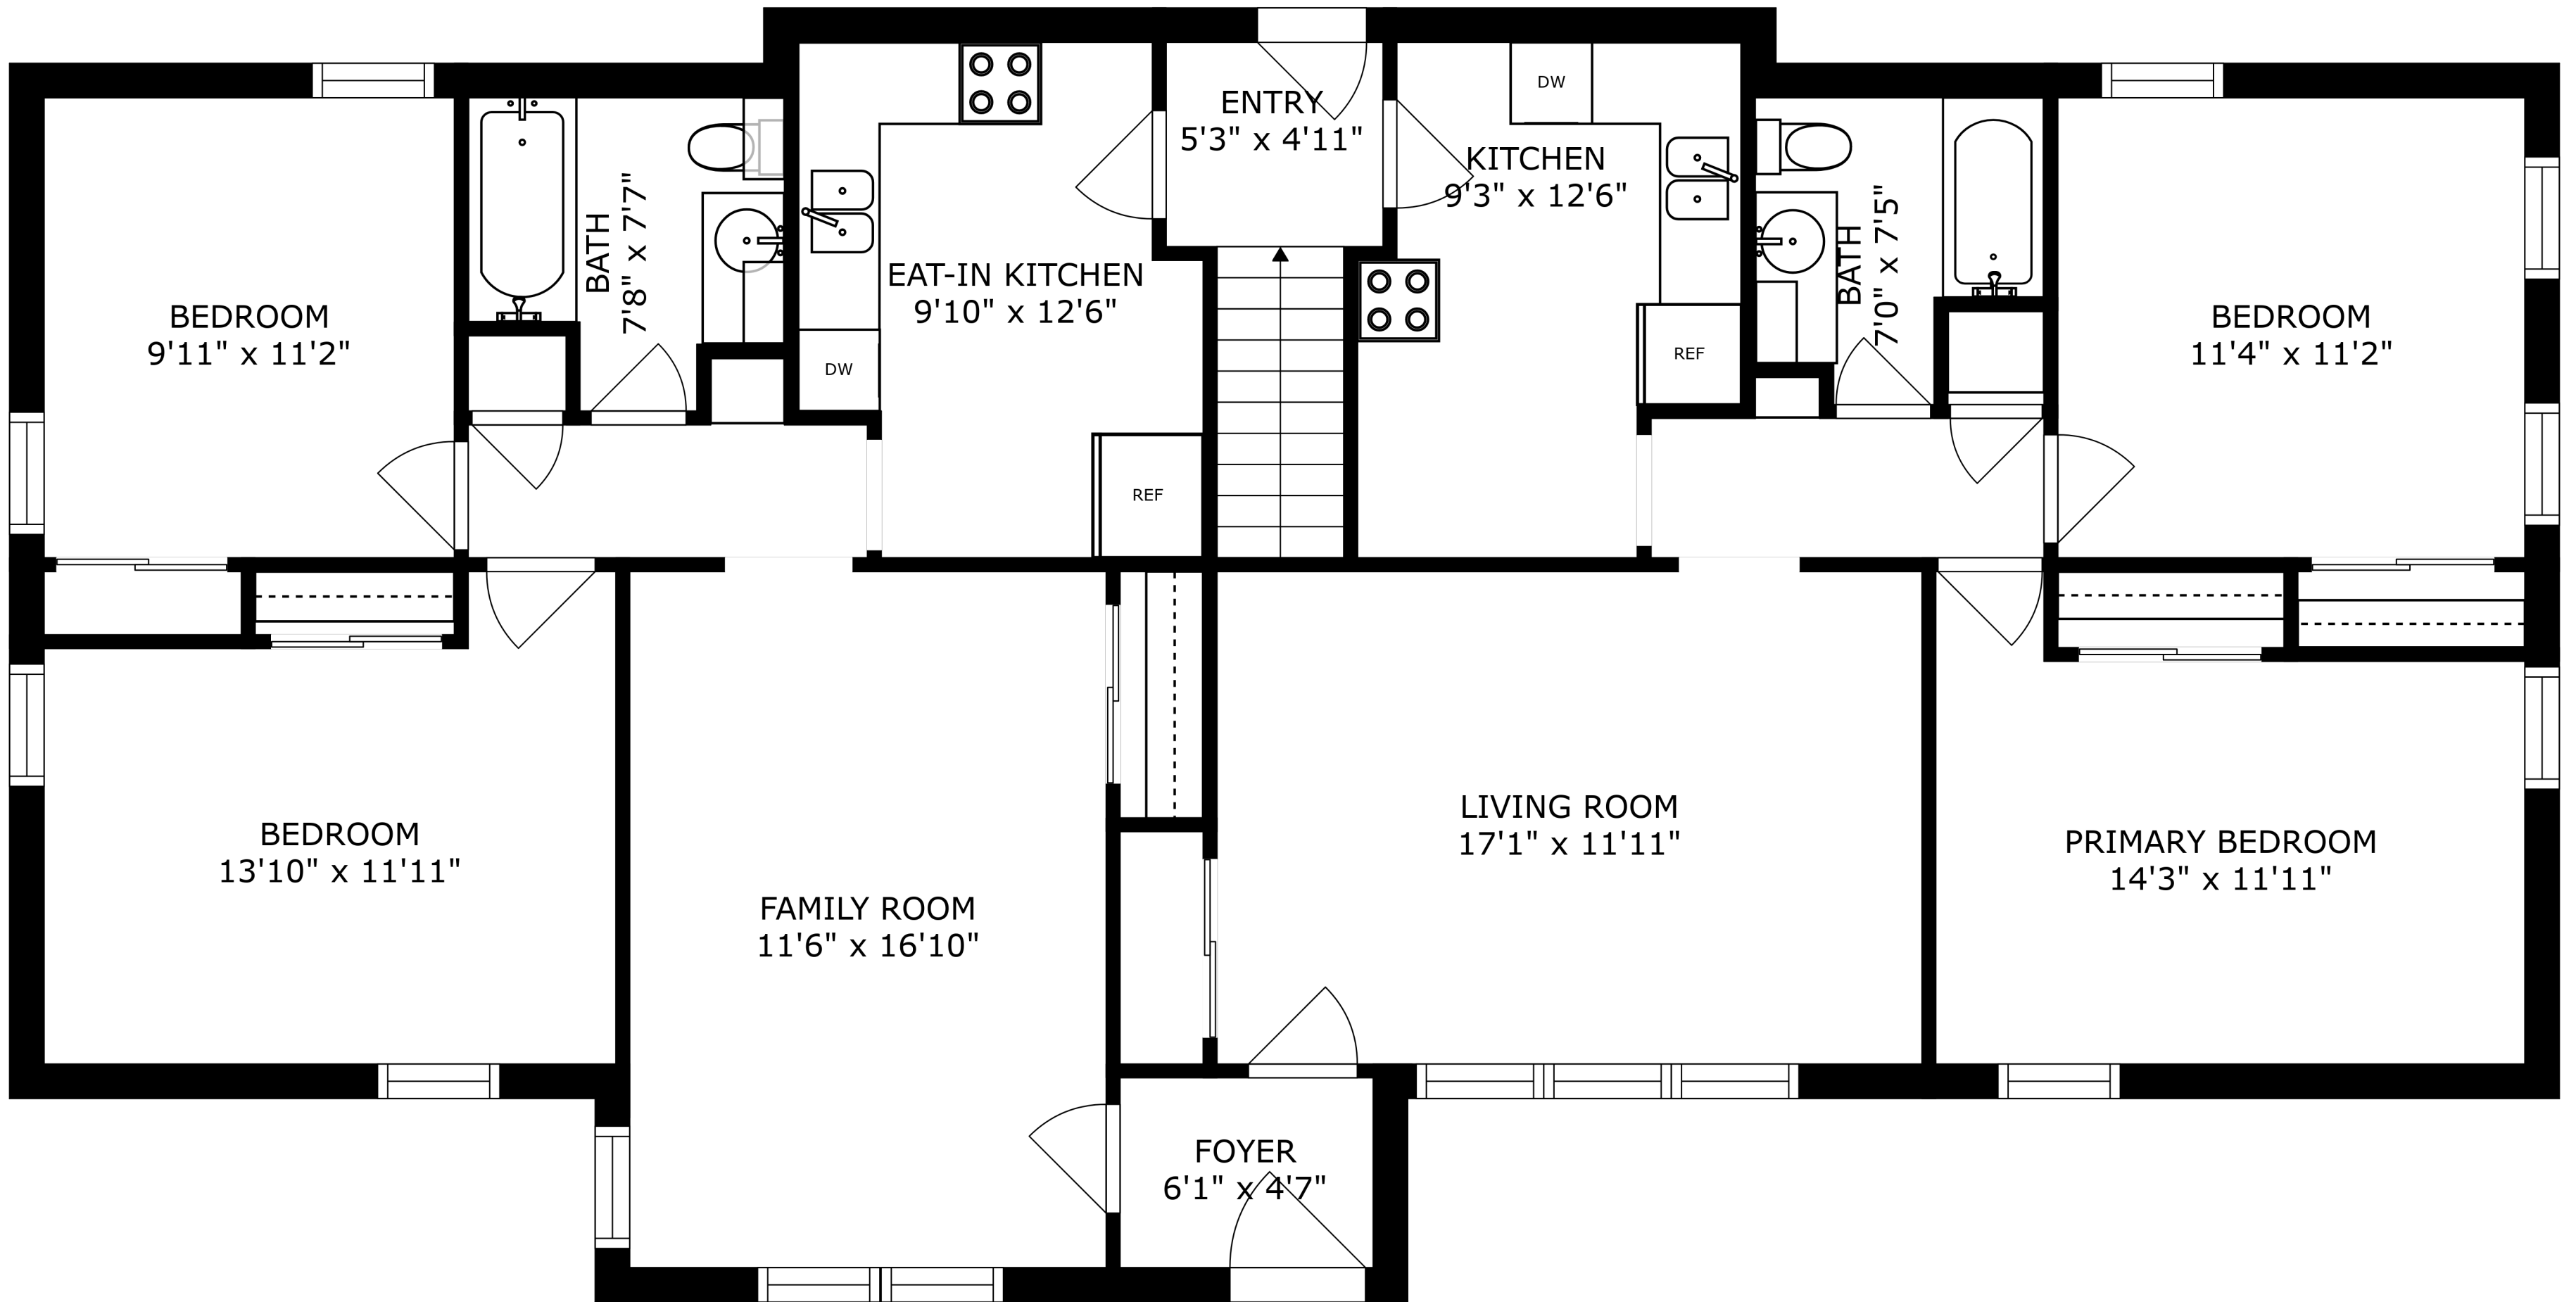 DW
ENTRY
5'3" x 4'11"
KITCHEN
9'3" x 12'6"
BATH
7'8" x 7'7"
BATH
7'0" x 7'5"
EAT-IN KITCHEN
9'10" x 12'6"
BEDROOM
9'11" x 11'2"
BEDROOM
11'4" x 11'2"
DW
REF
REF
LIVING ROOM
17'1" x 11'11"
BEDROOM
13'10" x 11'11"
PRIMARY BEDROOM
14'3" x 11'11"
FAMILY ROOM
11'6" x 16'10"
FOYER
6'1" x 4'7"